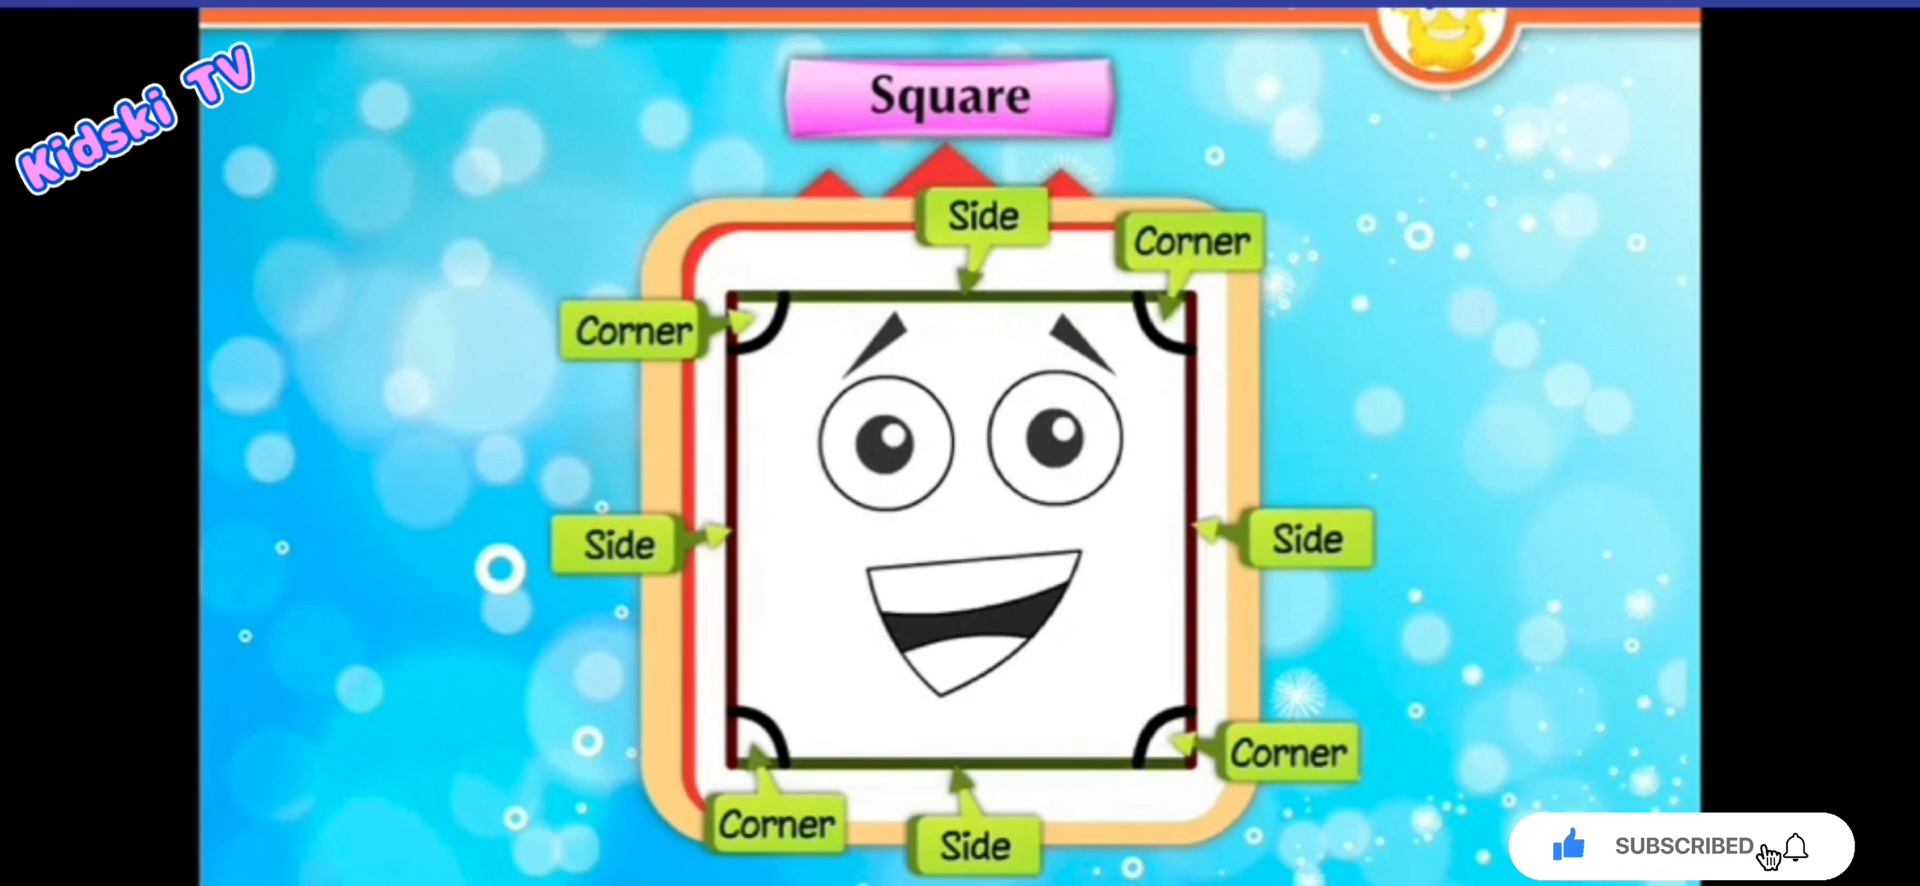 Kidski TV
Square
Side
Corner
Corner
Side
Side
Corner
Corner
Side
SUBSCRIBED